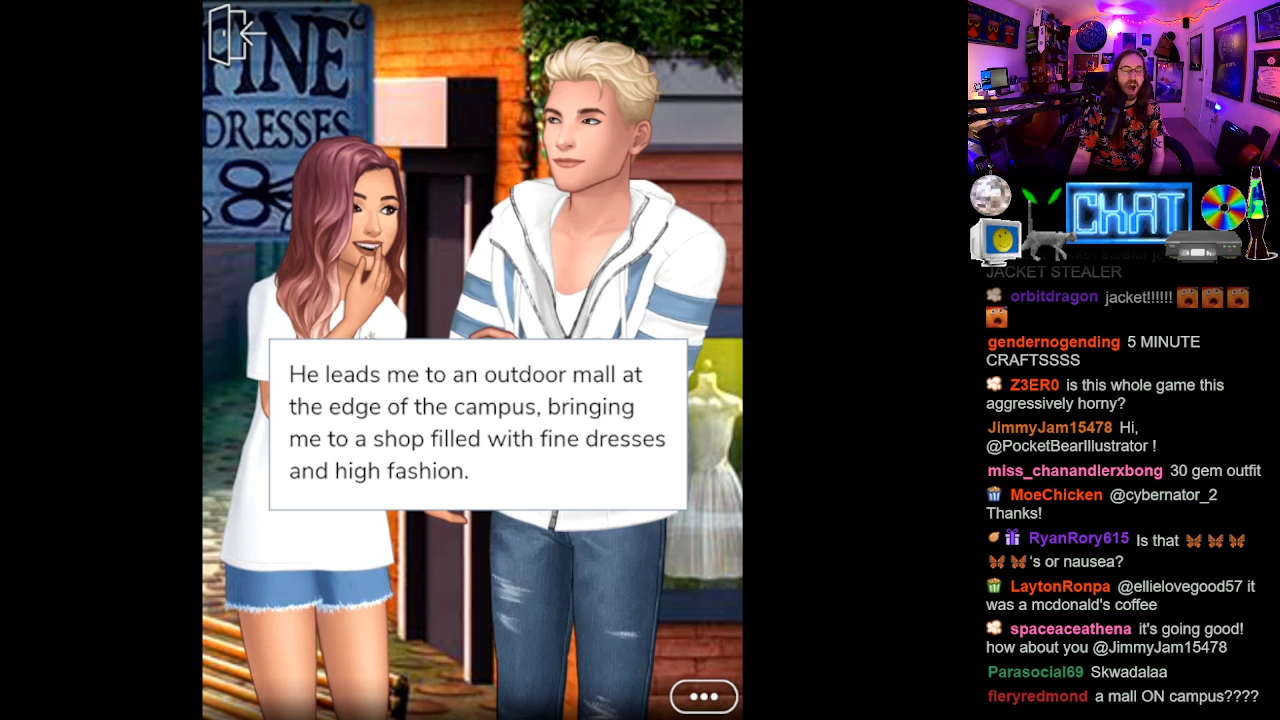 FINE
DRESSES
He leads me to an outdoor mall at
the edge of the campus, bringing
me to a shop filled with fine dresses
and high fashion.
CHAT
JACKET STEALER
orbitdragon jacket!!!!!!
gendernogending 5 MINUTE
CRAFTSSSS
Z3ER0 is this whole game this
aggressively horny?
JimmyJam15478 Hi,
@PocketBearIllustrator !
miss_chanandlerxbong 30 gem outfit
MoeChicken @cybernator_2
Thanks!
RyanRory615 Is that
's or nausea?
LaytonRonpa @ellielovegood57 it
was a mcdonald's coffee
spaceaceathena it's going good!
how about you @JimmyJam15478
Parasocial69 Skwadalaa
fieryredmond a mall ON campus????